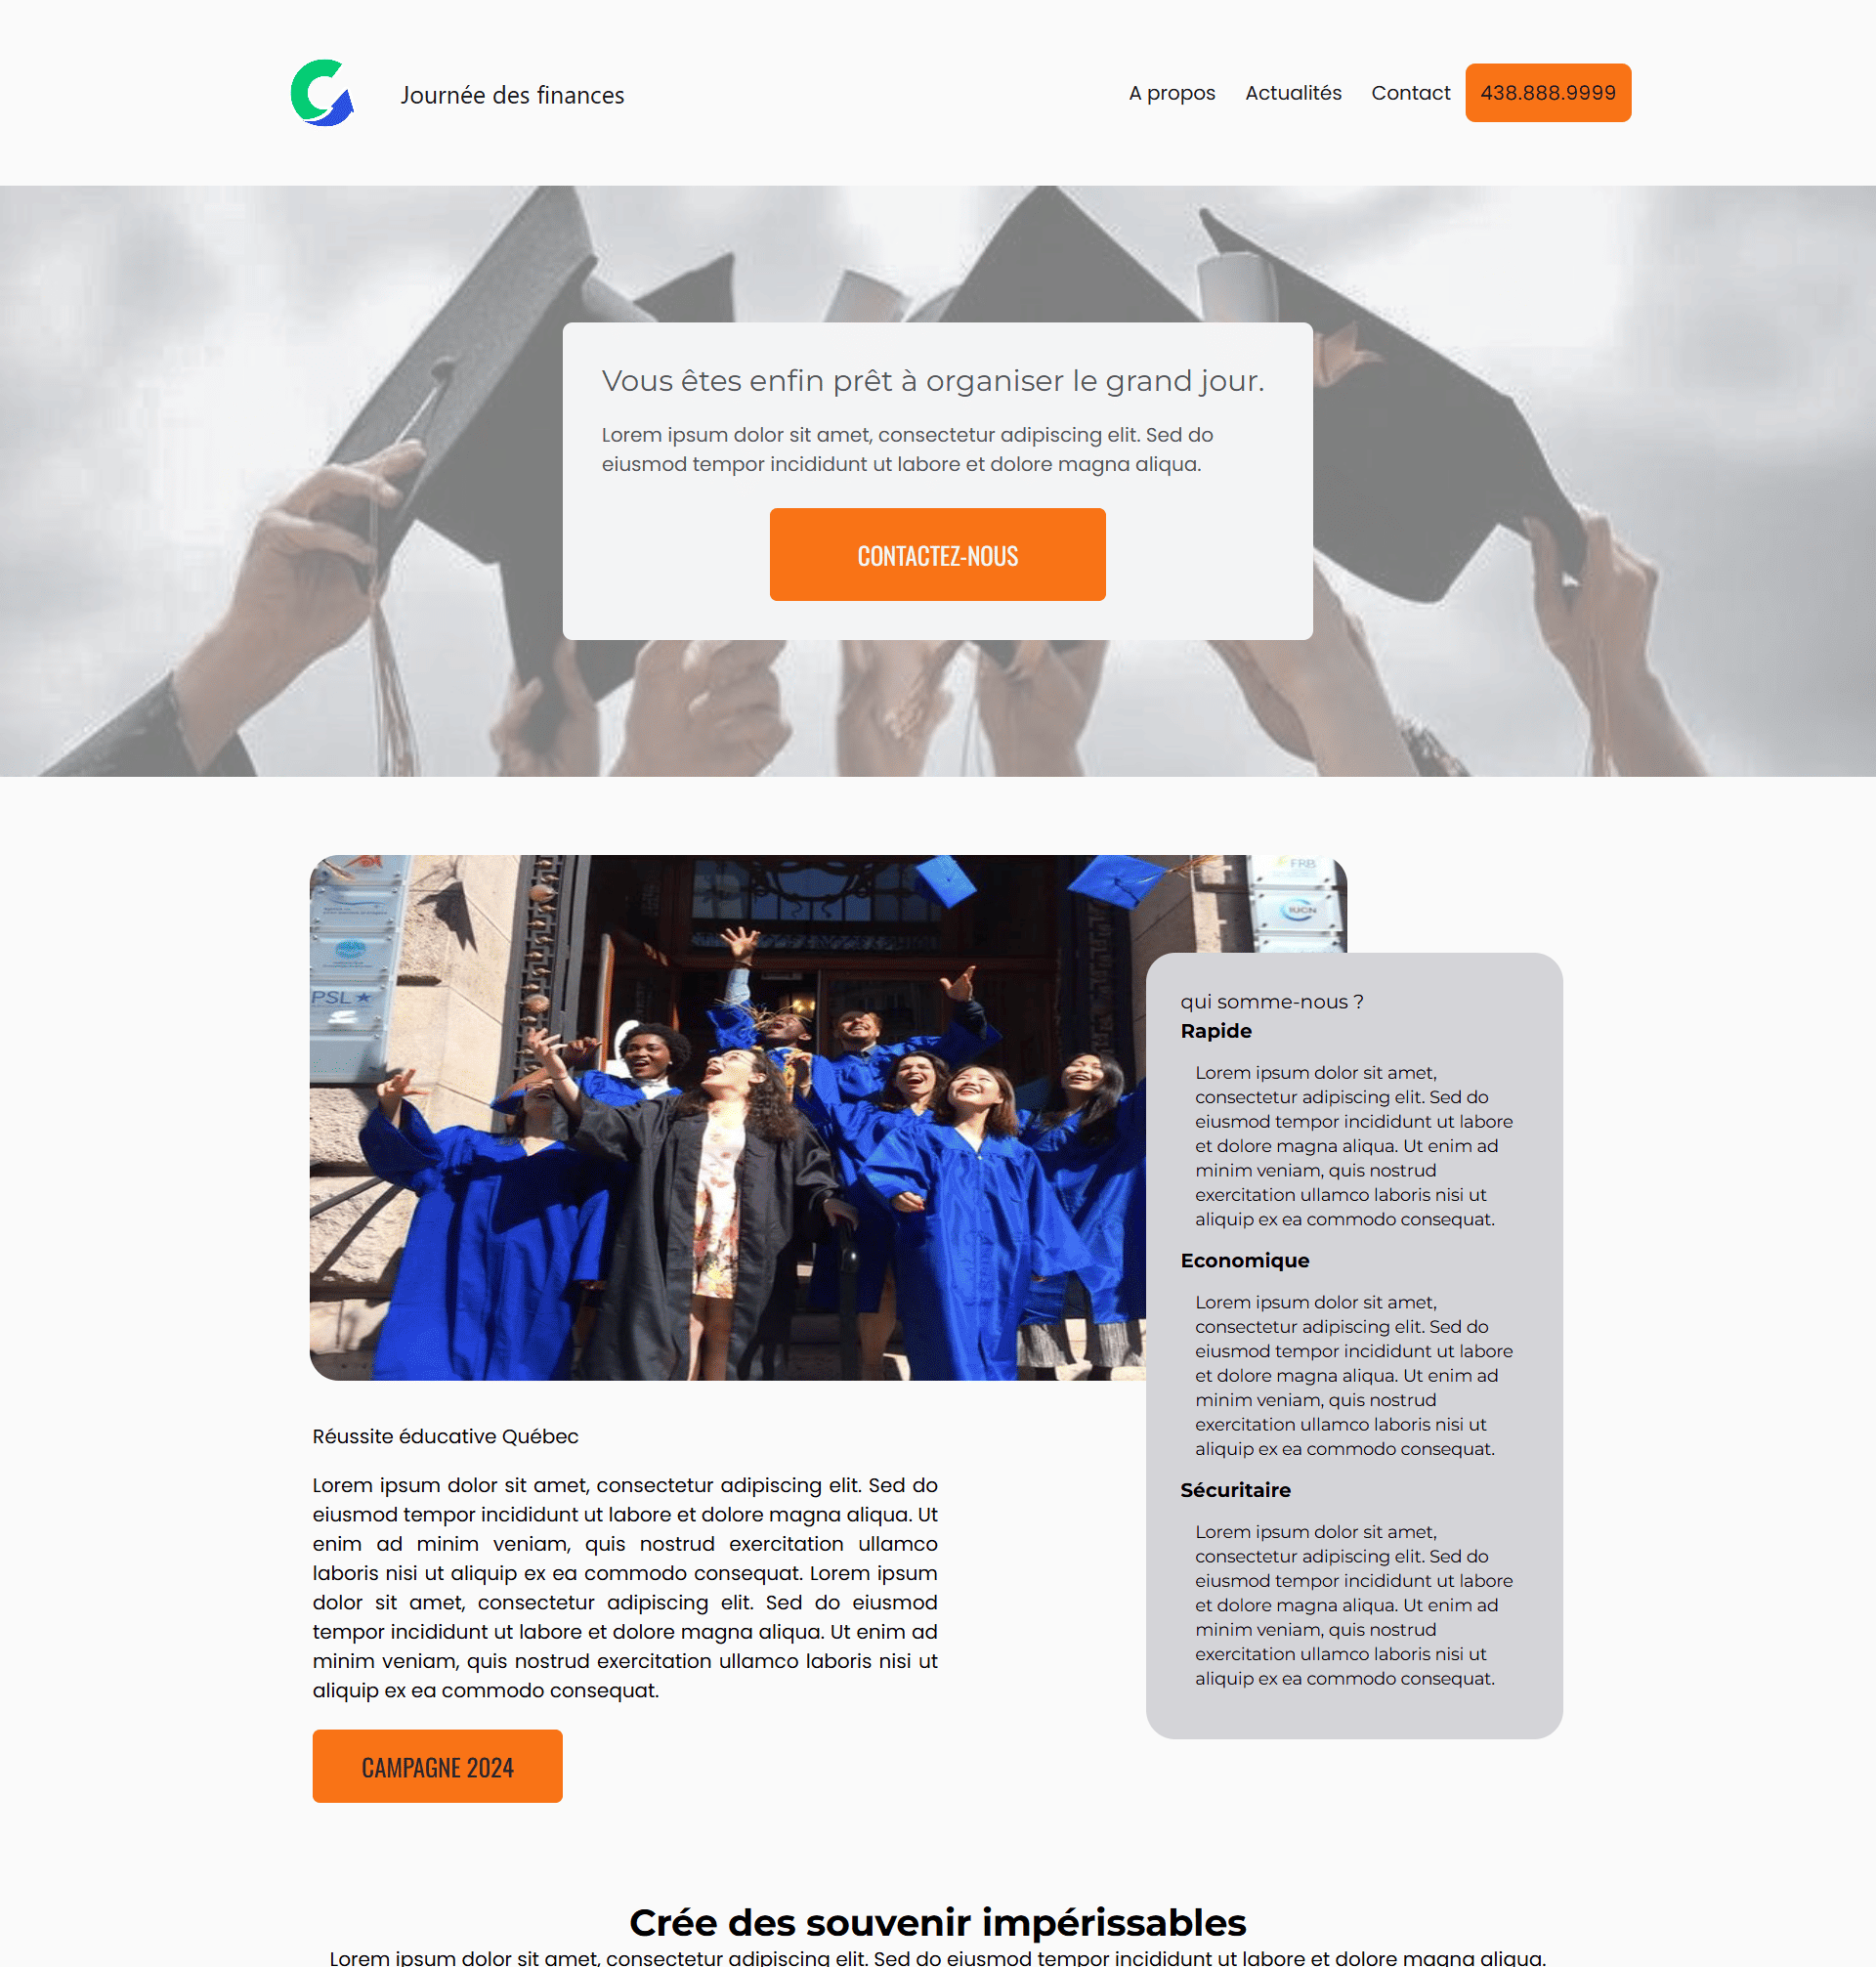 Journée des finances
A propos
Actualités
Contact
438.888.9999
Vous êtes enfin prêt à organiser le grand jour.
Lorem ipsum dolor sit amet, consectetur adipiscing elit. Sed do
eiusmod tempor incididunt ut labore et dolore magna aliqua.
CONTACTEZ-NOUS
PSL
FRB
IUCN
qui somme-nous ?
Rapide
Lorem ipsum dolor sit amet,
consectetur adipiscing elit. Sed do
eiusmod tempor incididunt ut labore
et dolore magna aliqua. Ut enim ad
minim veniam, quis nostrud
exercitation ullamco laboris nisi ut
aliquip ex ea commodo consequat.
Economique
Lorem ipsum dolor sit amet,
consectetur adipiscing elit. Sed do
eiusmod tempor incididunt ut labore
et dolore magna aliqua. Ut enim ad
minim veniam, quis nostrud
exercitation ullamco laboris nisi ut
aliquip ex ea commodo consequat.
Sécuritaire
Lorem ipsum dolor sit amet,
consectetur adipiscing elit. Sed do
eiusmod tempor incididunt ut labore
et dolore magna aliqua. Ut enim ad
minim veniam, quis nostrud
exercitation ullamco laboris nisi ut
aliquip ex ea commodo consequat.
Réussite éducative Québec
Lorem ipsum dolor sit amet, consectetur adipiscing elit. Sed do
eiusmod tempor incididunt ut labore et dolore magna aliqua. Ut
enim ad minim veniam, quis nostrud exercitation ullamco
laboris nisi ut aliquip ex ea commodo consequat. Lorem ipsum
dolor sit amet, consectetur adipiscing elit. Sed do eiusmod
tempor incididunt ut labore et dolore magna aliqua. Ut enim ad
minim veniam, quis nostrud exercitation ullamco laboris nisi ut
aliquip ex ea commodo consequat.
CAMPAGNE 2024
Crée des souvenir impérissables
Lorem ipsum dolor sit amet, consectetur adipiscing elit. Sed do eiusmod tempor incididunt ut labore et dolore magna aliqua.